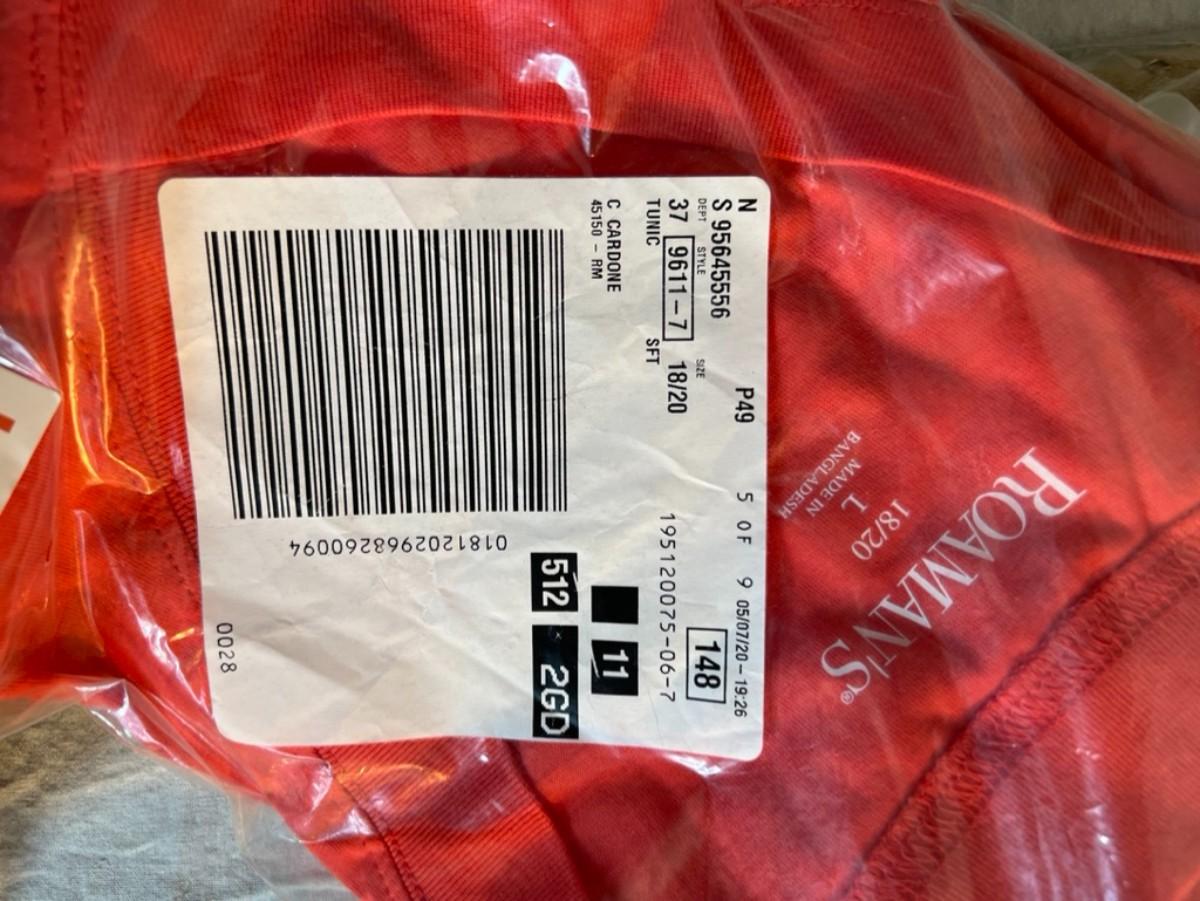 N P49 5 OF 9 05/07/20-19:26
S 95645556
DEPT STYLE SIZE
37 9611-7 18/20 148
TUNIC SFT 195120075-06-7
C CARDONE 11
45150 - RM
512 2GD
0181202968260094
0028
ROAMAN'S®
18/20
L
MADE IN
BANGLADESH